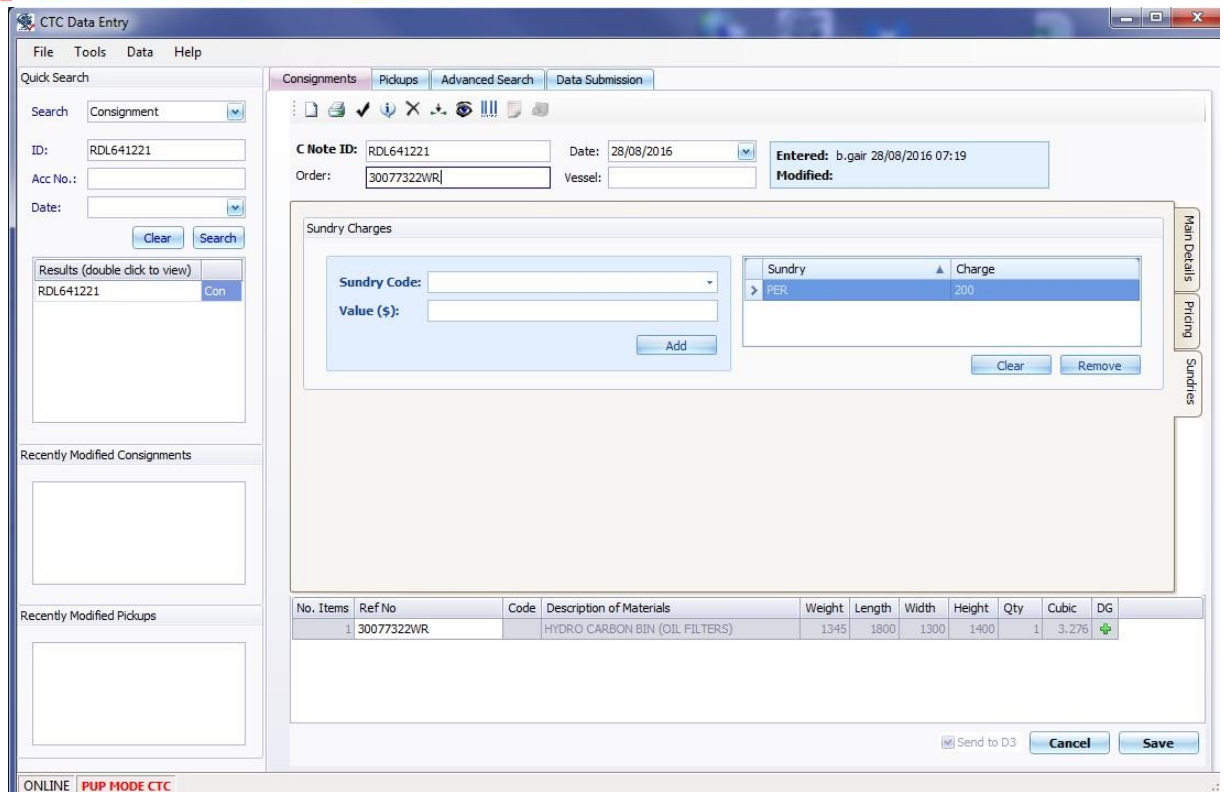 CTC Data Entry
File Tools Data Help
Quick Search
Search Consignment
ID: RDL641221
Acc No.:
Date:
Clear Search
Results (double click to view)
RDL641221 Con
Recently Modified Consignments
Recently Modified Pickups
Consignments Pickups Advanced Search Data Submission
C Note ID: RDL641221 Date: 28/08/2016
Entered: b.gair 28/08/2016 07:19
Order: 30077322WR Vessel:
Modified:
Sundry Charges
Sundry Code:
Value ($):
Add
Sundry Charge
PER 200
Clear Remove
Main Details
Pricing
Sundries
No. Items Ref No Code Description of Materials Weight Length Width Height Qty Cubic DG
1 30077322WR HYDRO CARBON BIN (OIL FILTERS) 1345 1800 1300 1400 1 3.276
Send to D3 Cancel Save
ONLINE PUP MODE CTC